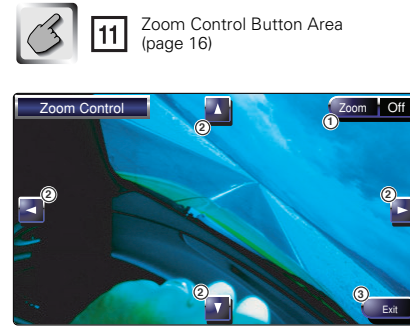 11 Zoom Control Button Area
(page 16)
Zoom Control
Zoom Off
①
②
②
②
②
③
Exit